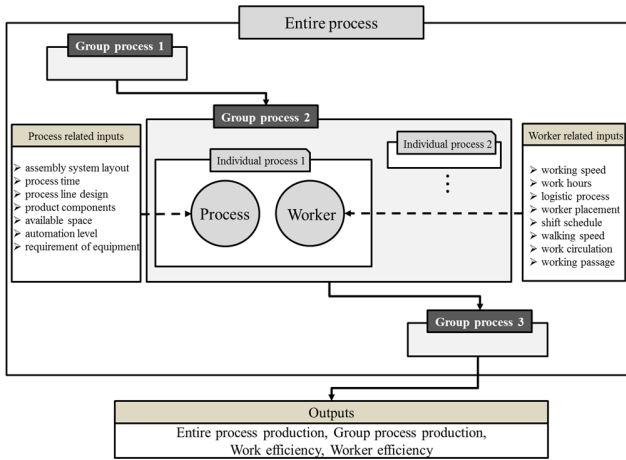 Entire process
Group process 1
Group process 2
Process related inputs
➢ assembly system layout
➢ process time
➢ process line design
➢ product components
➢ available space
➢ automation level
➢ requirement of equipment
Individual process 1
Process
Worker
Individual process 2
⋮
Worker related inputs
➢ working speed
➢ work hours
➢ logistic process
➢ worker placement
➢ shift schedule
➢ walking speed
➢ work circulation
➢ working passage
Group process 3
Outputs
Entire process production, Group process production,
Work efficiency, Worker efficiency